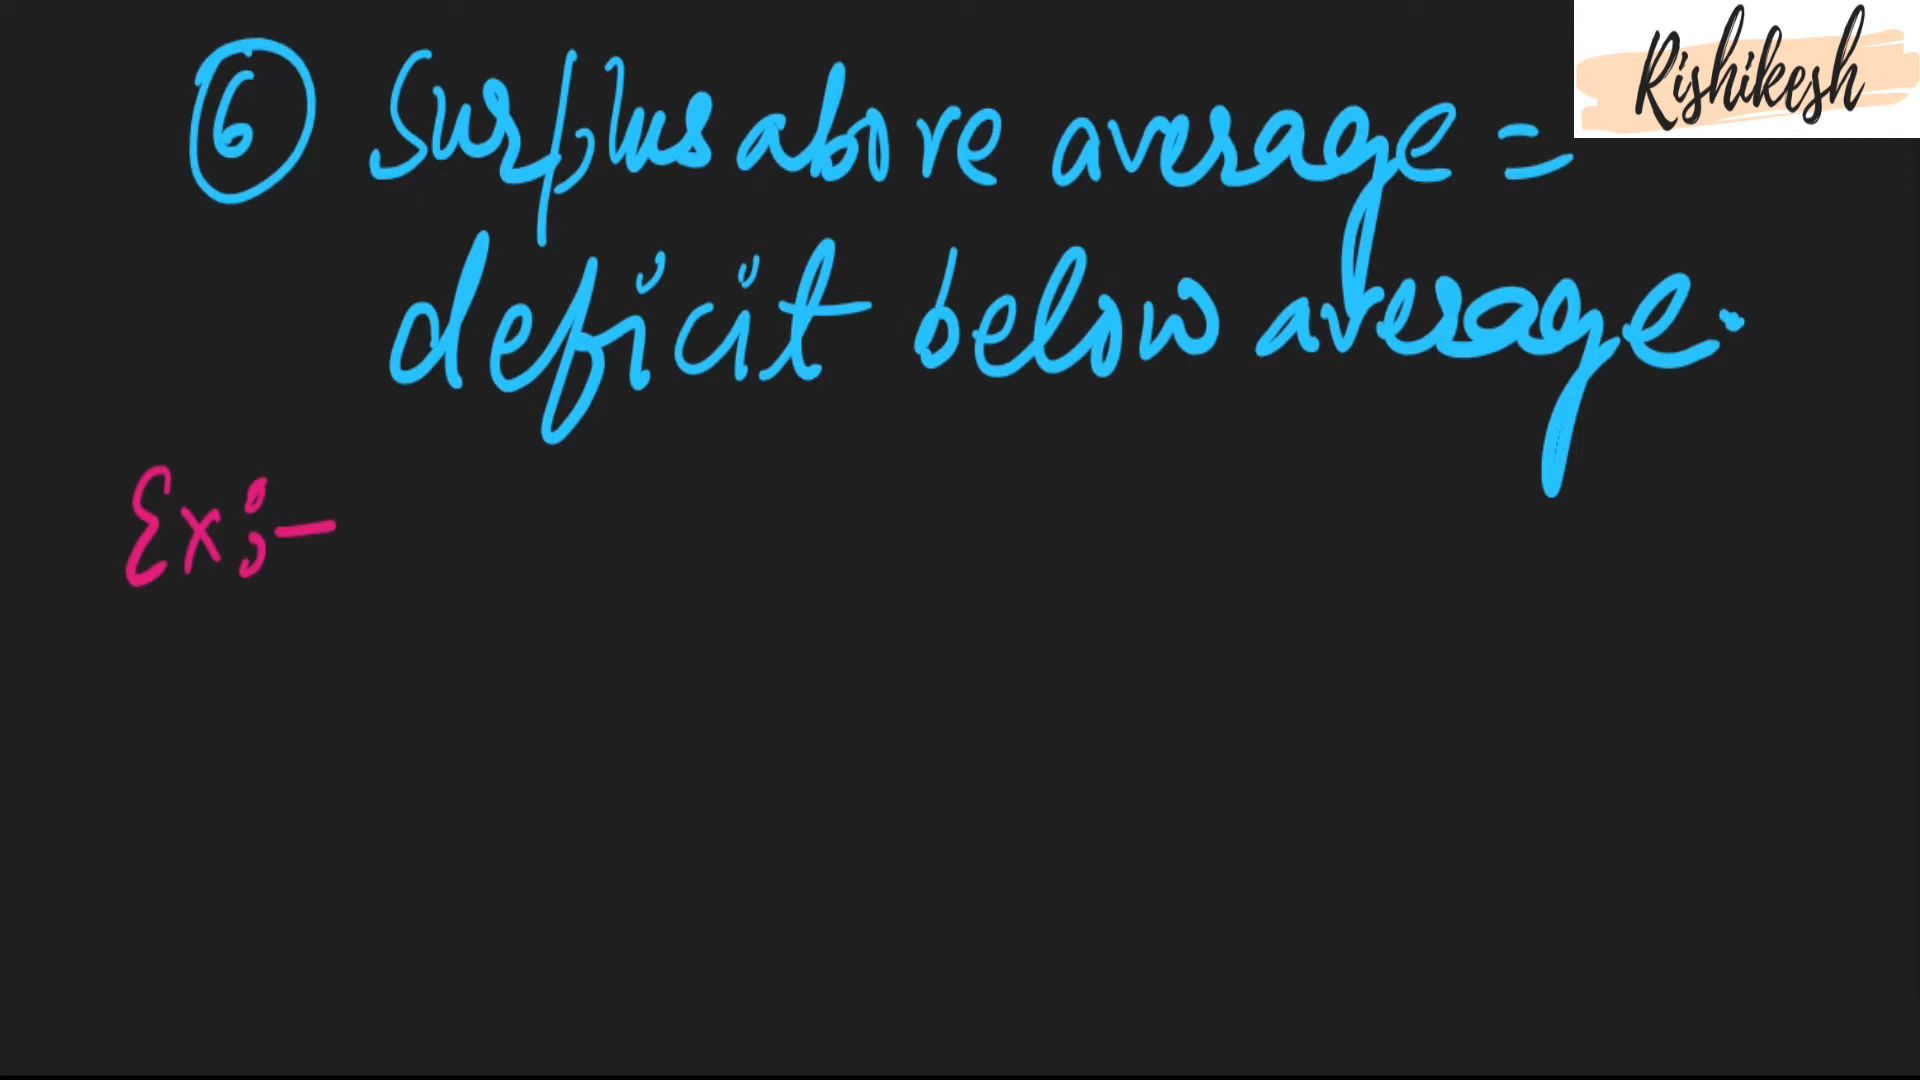 Rishikesh
⑥ Surplus above average =
deficit below average.
Ex:-